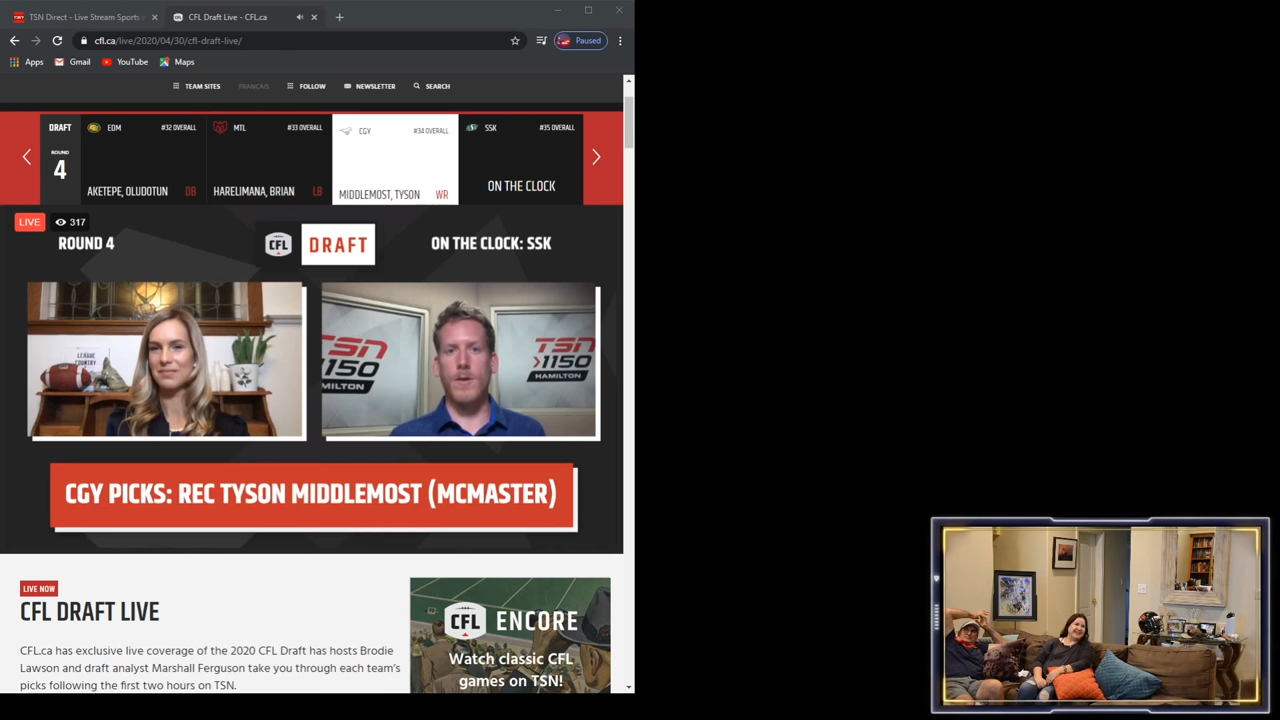 TSN Direct - Live Stream Sports
CFL Draft Live - CFL.ca
cfl.ca/live/2020/04/30/cfl-draft-live/
Paused
Apps
Gmail
YouTube
Maps
TEAM SITES
FRANÇAIS
FOLLOW
NEWSLETTER
SEARCH
DRAFT
ROUND
4
EDM
#32 OVERALL
AKETEPE, OLUDOTUN
DB
MTL
#33 OVERALL
HARELIMANA, BRIAN
LB
CGY
#34 OVERALL
MIDDLEMOST, TYSON
WR
SSK
#35 OVERALL
ON THE CLOCK
LIVE
317
ROUND 4
CFL
DRAFT
ON THE CLOCK: SSK
LEAGUE
COUNTRY
TSN
1150
HAMILTON
TSN
1150
HAMILTON
CGY PICKS: REC TYSON MIDDLEMOST (MCMASTER)
LIVE NOW
CFL DRAFT LIVE
CFL.ca has exclusive live coverage of the 2020 CFL Draft has hosts Brodie
Lawson and draft analyst Marshall Ferguson take you through each team's
picks following the first two hours on TSN.
CFL
ENCORE
Watch classic CFL
games on TSN!